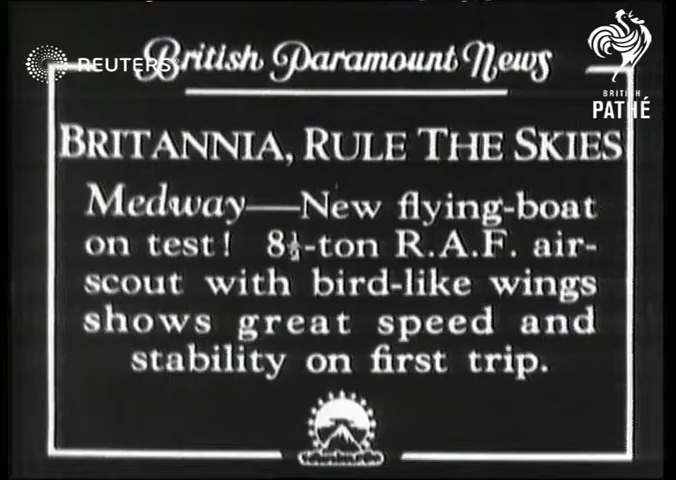 REUTERS
British Paramount News
BRITISH
PATHÉ
BRITANNIA, RULE THE SKIES
Medway—New flying-boat
on test! 8½-ton R.A.F. air-
scout with bird-like wings
shows great speed and
stability on first trip.